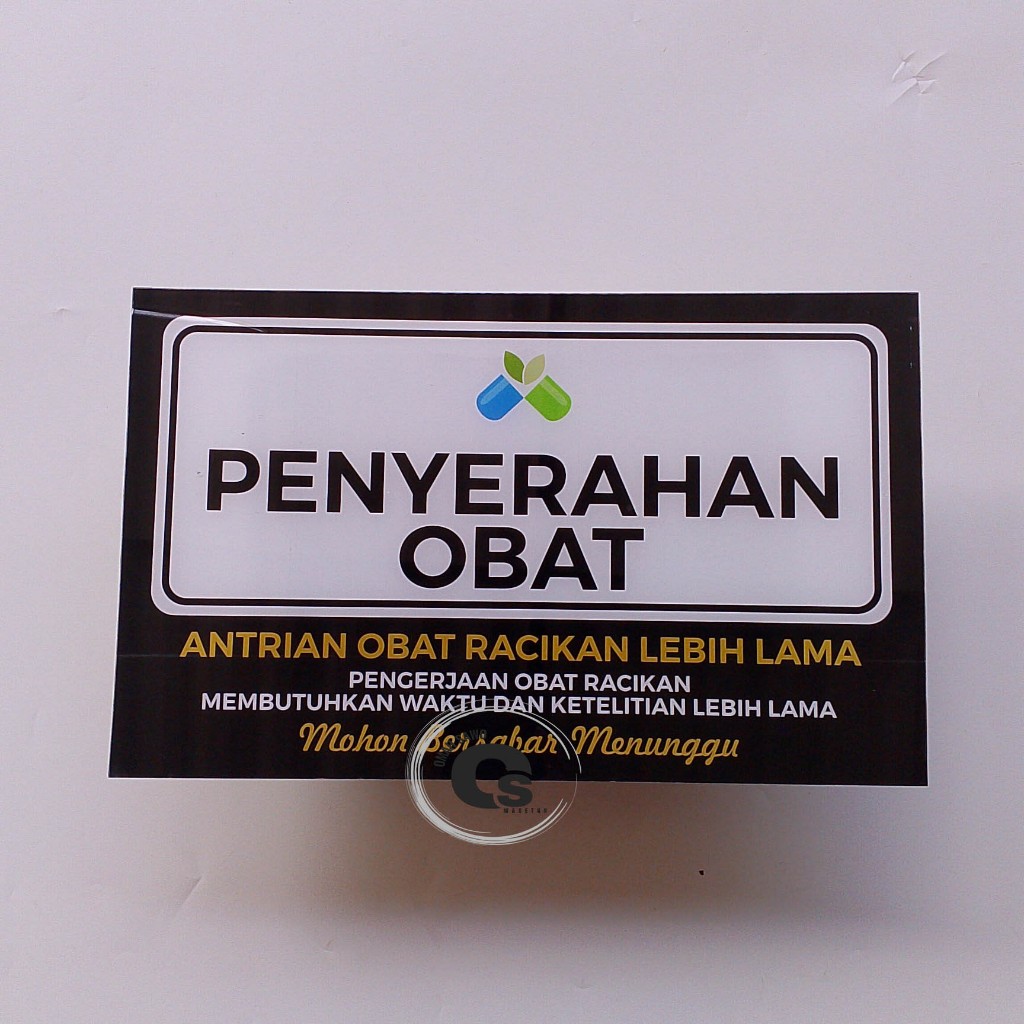 PENYERAHAN
OBAT
ANTRIAN OBAT RACIKAN LEBIH LAMA
PENGERJAAN OBAT RACIKAN
MEMBUTUHKAN WAKTU DAN KETELITIAN LEBIH LAMA
Mohon Bersabar Menunggu
CS